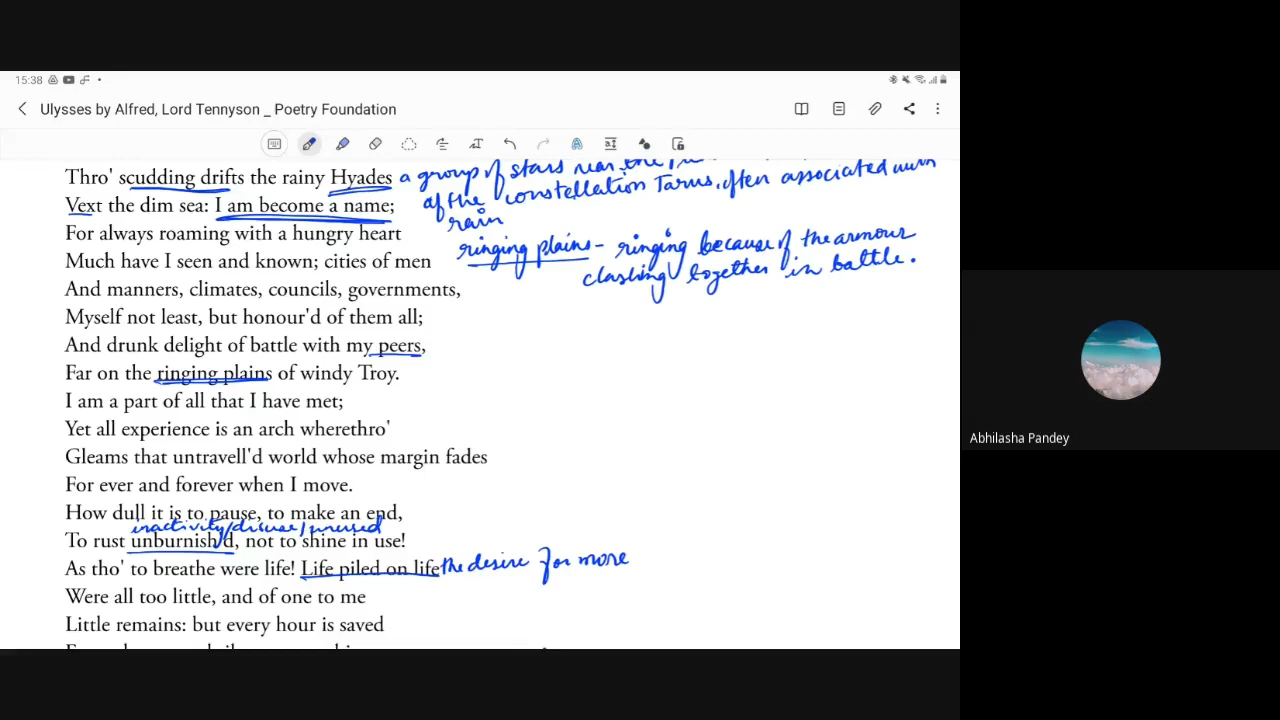 15:38
Ulysses by Alfred, Lord Tennyson _ Poetry Foundation
Thro' scudding drifts the rainy Hyades a group of stars near the
of the constellation Tarus, often associated with
Vext the dim sea: I am become a name;
rain
For always roaming with a hungry heart
ringing plains - ringing because of the armour
Much have I seen and known; cities of men
clashing together in battle.
And manners, climates, councils, governments,
Myself not least, but honour'd of them all;
And drunk delight of battle with my peers,
Far on the ringing plains of windy Troy.
I am a part of all that I have met;
Yet all experience is an arch wherethro'
Gleams that untravell'd world whose margin fades
For ever and forever when I move.
How dull it is to pause, to make an end,
inactivity/disuse/unused
To rust unburnish'd, not to shine in use!
As tho' to breathe were life! Life piled on life the desire for more
Were all too little, and of one to me
Little remains: but every hour is saved
Abhilasha Pandey